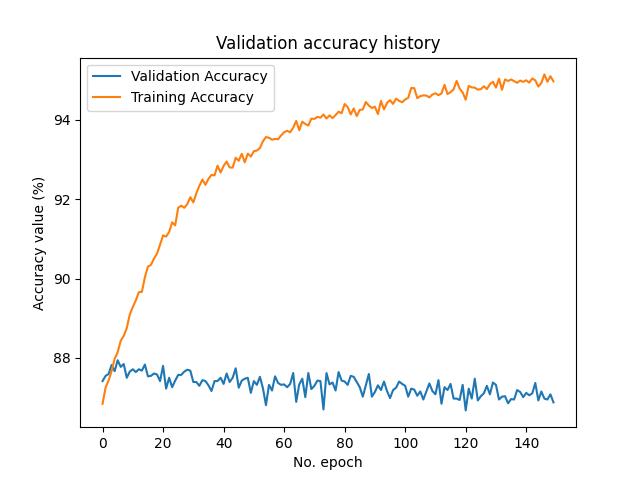 Validation accuracy history
Validation Accuracy
Training Accuracy
94
92
90
88
Accuracy value (%)
0 20 40 60 80 100 120 140
No. epoch